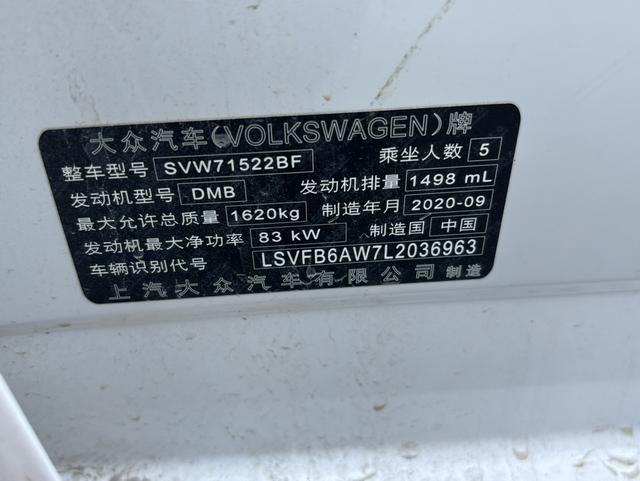 大众汽车(VOLKSWAGEN)牌
整车型号 SVW71522BF 乘坐人数 5
发动机型号 DMB 发动机排量 1498 mL
最大允许总质量 1620kg 制造年月 2020-09
发动机最大净功率 83 kW 制造国 中国
车辆识别代号 LSVFB6AW7L2036963
上汽大众汽车有限公司 制造